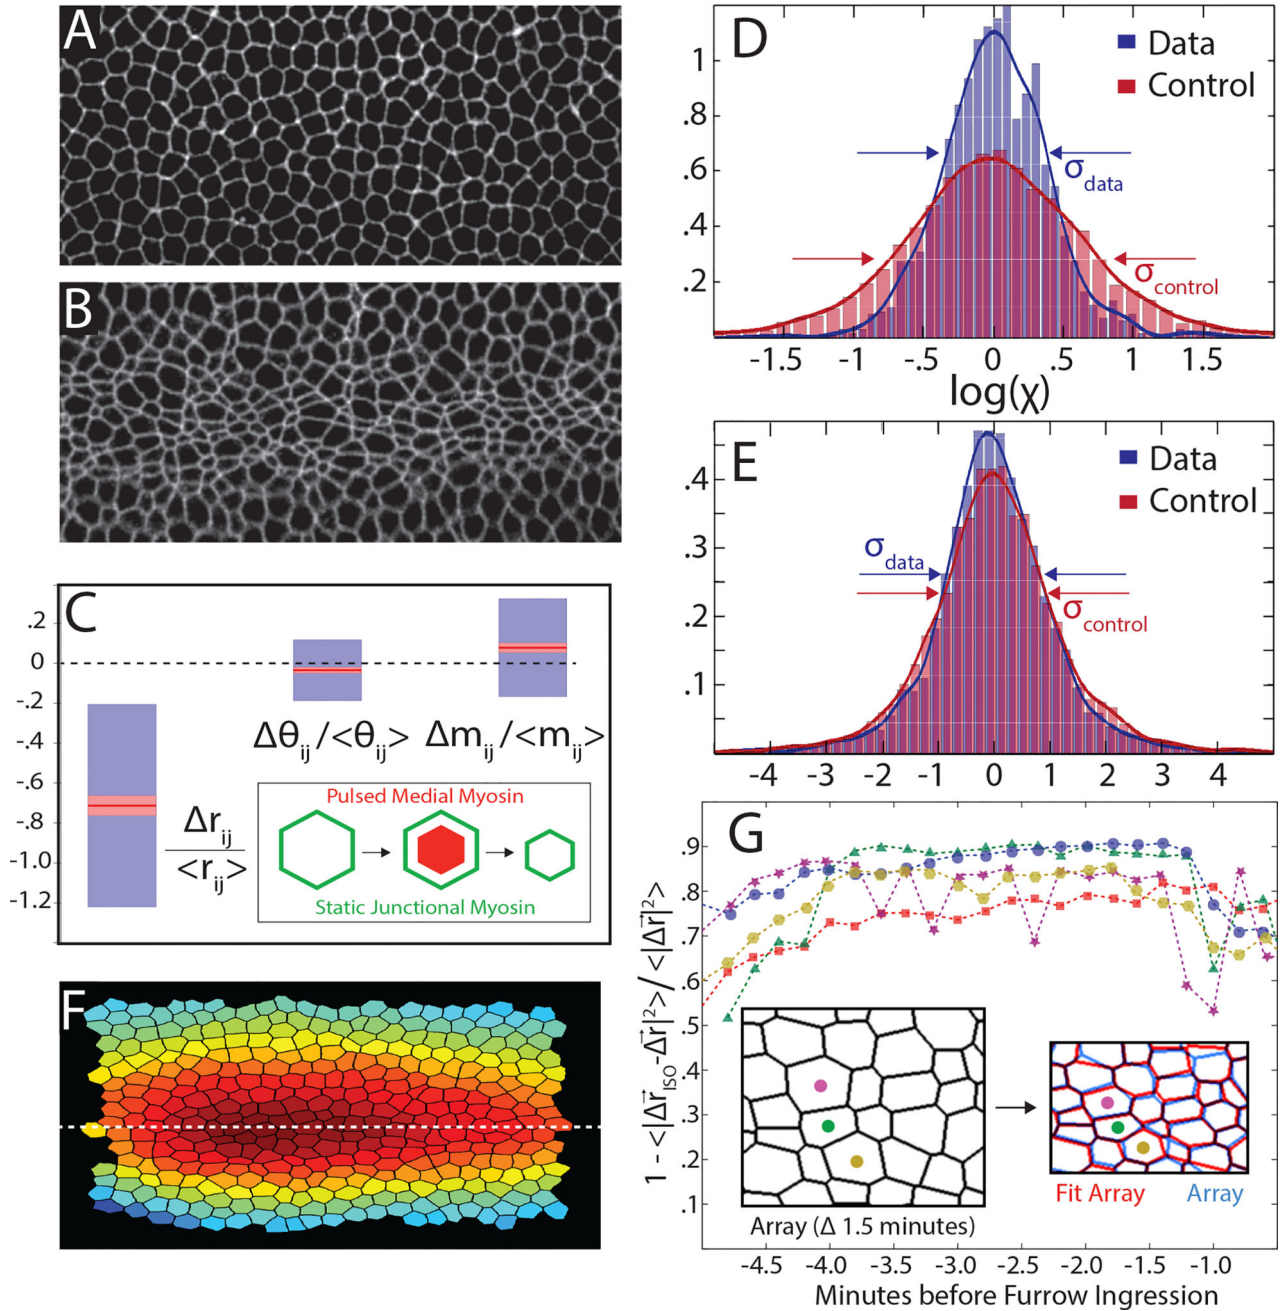 A
B
C
.2
0
-.2
-.4
-.6
-.8
-1.0
-1.2
Δθij/<θij>
Δmij/<mij>
Δrij
<rij>
Pulsed Medial Myosin
Static Junctional Myosin
F
D
Data
Control
1
.8
.6
.4
.2
σdata
σcontrol
-1.5 -1 -.5 0 .5 1 1.5
log(χ)
E
Data
Control
.4
.3
.2
.1
σdata
σcontrol
-4 -3 -2 -1 0 1 2 3 4
G
1 - <|Δr⃗ISO-Δr⃗|²> / <|Δr⃗|²>
.9
.8
.7
.6
.5
.4
.3
.2
.1
Array (Δ 1.5 minutes)
Fit Array
Array
-4.5 -4.0 -3.5 -3.0 -2.5 -2.0 -1.5 -1.0
Minutes before Furrow Ingression